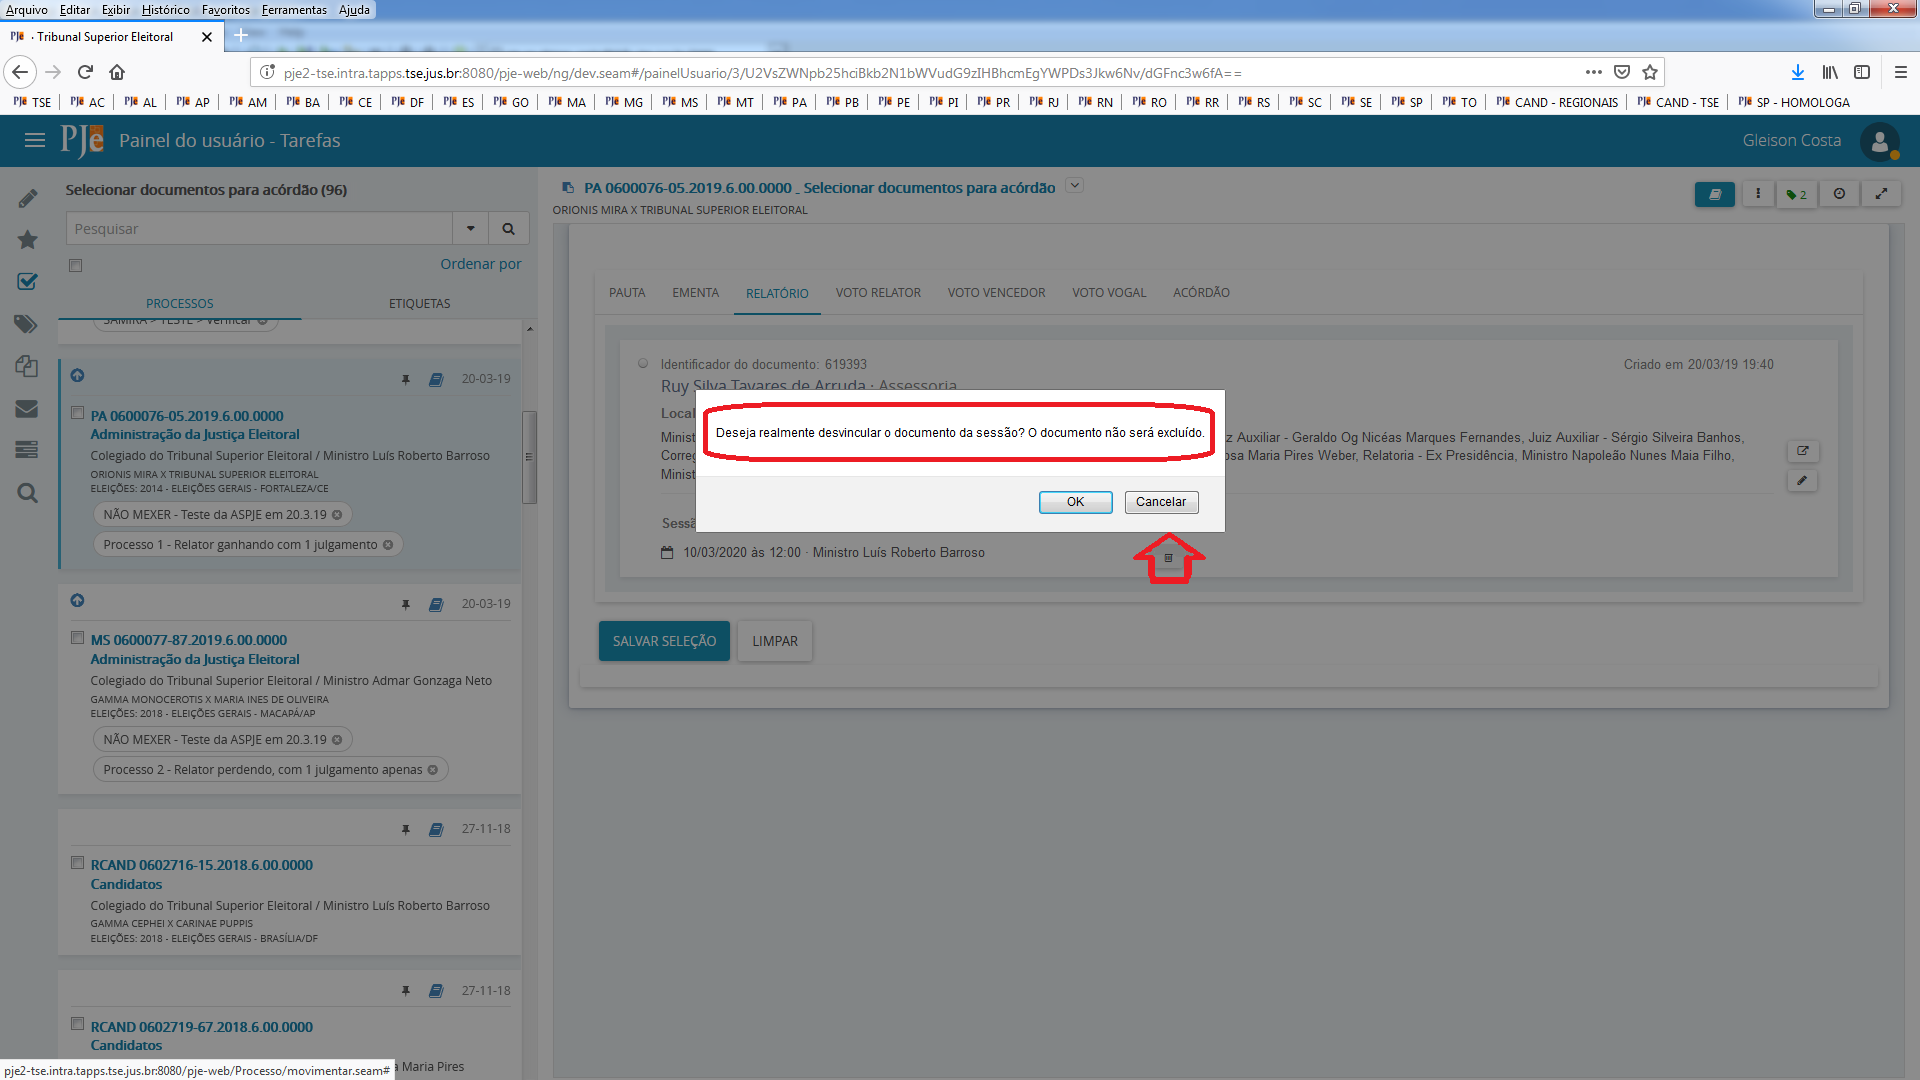 Arquivo Editar Exibir Histórico Favoritos Ferramentas Ajuda
PJe · Tribunal Superior Eleitoral
pje2-tse.intra.tapps.tse.jus.br:8080/pje-web/ng/dev.seam#/painelUsuario/3/U2VsZWNpb25hciBkb2N1bWVudG9zIHBhcmEgYWPDs3Jkw6Nv/dGFnc3w6fA==
PJe TSE PJe AC PJe AL PJe AP PJe AM PJe BA PJe CE PJe DF PJe ES PJe GO PJe MA PJe MG PJe MS PJe MT PJe PA PJe PB PJe PE PJe PI PJe PR PJe RJ PJe RN PJe RO PJe RR PJe RS PJe SC PJe SE PJe SP PJe TO PJe CAND - REGIONAIS PJe CAND - TSE PJe SP - HOMOLOGA
PJe Painel do usuário - Tarefas
Gleison Costa
Selecionar documentos para acórdão (96)
Pesquisar
Ordenar por
PROCESSOS ETIQUETAS
SAMIRA > TESTE > Verificar
20-03-19
PA 0600076-05.2019.6.00.0000
Administração da Justiça Eleitoral
Colegiado do Tribunal Superior Eleitoral / Ministro Luís Roberto Barroso
ORIONIS MIRA X TRIBUNAL SUPERIOR ELEITORAL
ELEIÇÕES: 2014 - ELEIÇÕES GERAIS - FORTALEZA/CE
NÃO MEXER - Teste da ASPJE em 20.3.19
Processo 1 - Relator ganhando com 1 julgamento
20-03-19
MS 0600077-87.2019.6.00.0000
Administração da Justiça Eleitoral
Colegiado do Tribunal Superior Eleitoral / Ministro Admar Gonzaga Neto
GAMMA MONOCEROTIS X MARIA INES DE OLIVEIRA
ELEIÇÕES: 2018 - ELEIÇÕES GERAIS - MACAPÁ/AP
NÃO MEXER - Teste da ASPJE em 20.3.19
Processo 2 - Relator perdendo, com 1 julgamento apenas
27-11-18
RCAND 0602716-15.2018.6.00.0000
Candidatos
Colegiado do Tribunal Superior Eleitoral / Ministro Luís Roberto Barroso
GAMMA CEPHEI X CARINAE PUPPIS
ELEIÇÕES: 2018 - ELEIÇÕES GERAIS - BRASÍLIA/DF
27-11-18
RCAND 0602719-67.2018.6.00.0000
Candidatos
Maria Pires
pje2-tse.intra.tapps.tse.jus.br:8080/pje-web/Processo/movimentar.seam#
PA 0600076-05.2019.6.00.0000 . Selecionar documentos para acórdão
2
ORIONIS MIRA X TRIBUNAL SUPERIOR ELEITORAL
PAUTA EMENTA RELATÓRIO VOTO RELATOR VOTO VENCEDOR VOTO VOGAL ACÓRDÃO
Identificador do documento: 619393
Criado em 20/03/19 19:40
Ruy Silva Tavares de Arruda · Assessoria
Local
Minist z Auxiliar - Geraldo Og Nicéas Marques Fernandes, Juiz Auxiliar - Sérgio Silveira Banhos,
Correg osa Maria Pires Weber, Relatoria - Ex Presidência, Ministro Napoleão Nunes Maia Filho,
Minist
Sessã
10/03/2020 às 12:00 · Ministro Luís Roberto Barroso
Deseja realmente desvincular o documento da sessão? O documento não será excluído.
OK Cancelar
SALVAR SELEÇÃO LIMPAR